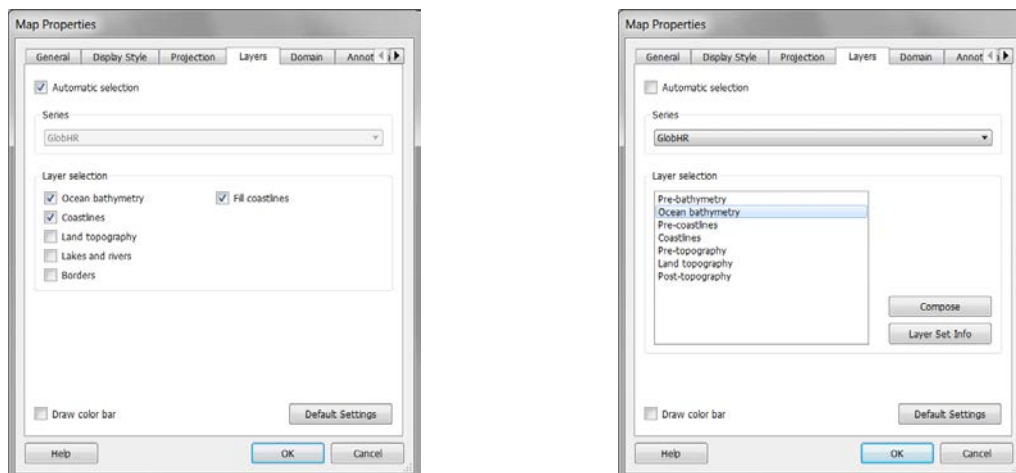 Map Properties
General Display Style Projection Layers Domain Annot
Automatic selection
Series
GlobHR
Layer selection
Ocean bathymetry Fill coastlines
Coastlines
Land topography
Lakes and rivers
Borders
Draw color bar Default Settings
Help OK Cancel
Map Properties
General Display Style Projection Layers Domain Annot
Automatic selection
Series
GlobHR
Layer selection
Pre-bathymetry
Ocean bathymetry
Pre-coastlines
Coastlines
Pre-topography
Land topography
Post-topography
Compose
Layer Set Info
Draw color bar Default Settings
Help OK Cancel